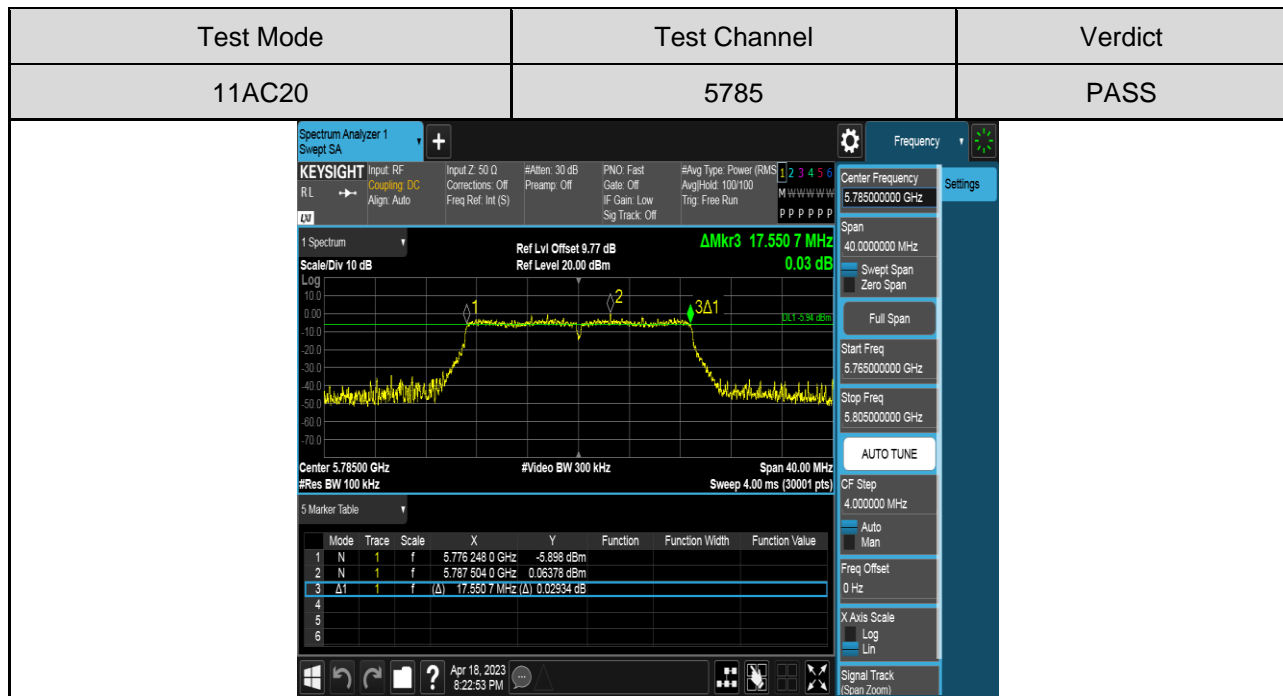 Test Mode Test Channel Verdict
11AC20 5785 PASS
Spectrum Analyzer 1
Swept SA
+
Frequency
KEYSIGHT Input: RF Input Z: 50 Ω #Atten: 30 dB PNO: Fast #Avg Type: Power (RMS 1 2 3 4 5 6
RL Coupling: DC Corrections: Off Preamp: Off Gate: Off Avg|Hold: 100/100 M W W W W W
Align: Auto Freq Ref: Int (S) IF Gain: Low Trig: Free Run
LXI Sig Track: Off P P P P P P
Center Frequency Settings
5.785000000 GHz
Span
40.0000000 MHz
Swept Span
Zero Span
Full Span
Start Freq
5.765000000 GHz
Stop Freq
5.805000000 GHz
AUTO TUNE
CF Step
4.000000 MHz
Auto
Man
Freq Offset
0 Hz
X Axis Scale
Log
Lin
Signal Track
(Span Zoom)
1 Spectrum Ref Lvl Offset 9.77 dB ΔMkr3 17.550 7 MHz
Scale/Div 10 dB Ref Level 20.00 dBm 0.03 dB
Log
10.0
0.00
-10.0
-20.0
-30.0
-40.0
-50.0
-60.0
-70.0
1 2 3Δ1
DL1 -5.94 dBm
Center 5.78500 GHz #Video BW 300 kHz Span 40.00 MHz
#Res BW 100 kHz Sweep 4.00 ms (30001 pts)
5 Marker Table
Mode Trace Scale X Y Function Function Width Function Value
1 N 1 f 5.776 248 0 GHz -5.898 dBm
2 N 1 f 5.787 504 0 GHz 0.06378 dBm
3 Δ1 1 f (Δ) 17.550 7 MHz (Δ) 0.02934 dB
4
5
6
? Apr 18, 2023
8:22:53 PM